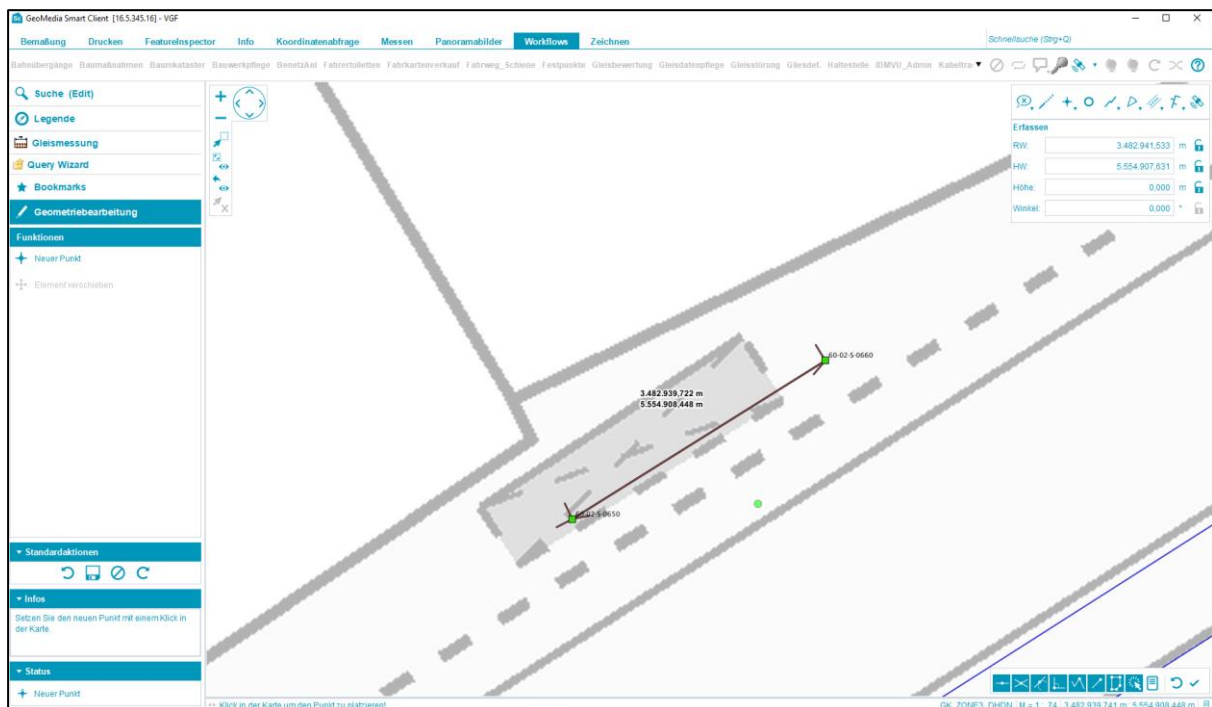 GeoMedia Smart Client [16.5.345.16] - VGF
Bemaßung Drucken FeatureInspector Info Koordinatenabfrage Messen Panoramabilder Workflows Zeichnen
Schnellsuche (Strg+Q)
Bahnübergänge Baumaßnahmen Baumkataster Bauwerkpflege BenetzAnl Fahrertoiletten Fahrkartenverkauf Fahrweg_Schiene Festpunkte Gleisbewertung Gleisdatenpflege Gleisstörung Gliesdef. Haltestelle IDMVU_Admin Kabeltra
Suche (Edit)
Legende
Gleismessung
Query Wizard
Bookmarks
Geometriebearbeitung
Funktionen
Neuer Punkt
Element verschieben
Erfassen
RW: 3.482.941,533 m
HW: 5.554.907,631 m
Höhe: 0,000 m
Winkel: 0,000 °
60-02-S-0660
3.482.939,722 m
5.554.908,448 m
60-02-S-0650
Standardaktionen
Infos
Setzen Sie den neuen Punkt mit einem Klick in
der Karte.
Status
Neuer Punkt
Klick in der Karte um den Punkt zu platzieren!
GK_ZONE3_DHDN M = 1 : 74 3.482.939,741 m; 5.554.908,448 m